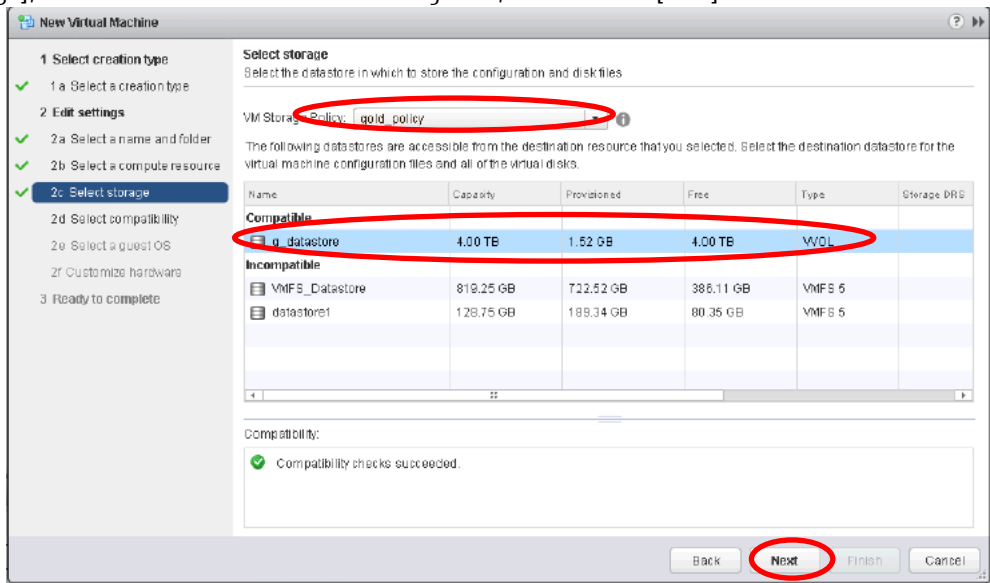 New Virtual Machine
1 Select creation type
1a Select a creation type
2 Edit settings
2a Select a name and folder
2b Select a compute resource
2c Select storage
2d Select compatibility
2e Select a guest OS
2f Customize hardware
3 Ready to complete
Select storage
Select the datastore in which to store the configuration and disk files
VM Storage Policy: gold_policy
The following datastores are accessible from the destination resource that you selected. Select the destination datastore for the
virtual machine configuration files and all of the virtual disks.
Name Capacity Provisioned Free Type Storage DRS
Compatible
g_datastore 4.00 TB 1.52 GB 4.00 TB VVOL
Incompatible
VMFS_Datastore 819.25 GB 722.52 GB 386.11 GB VMFS 5
datastore1 128.75 GB 189.34 GB 80.35 GB VMFS 5
Compatibility:
Compatibility checks succeeded.
Back Next Finish Cancel